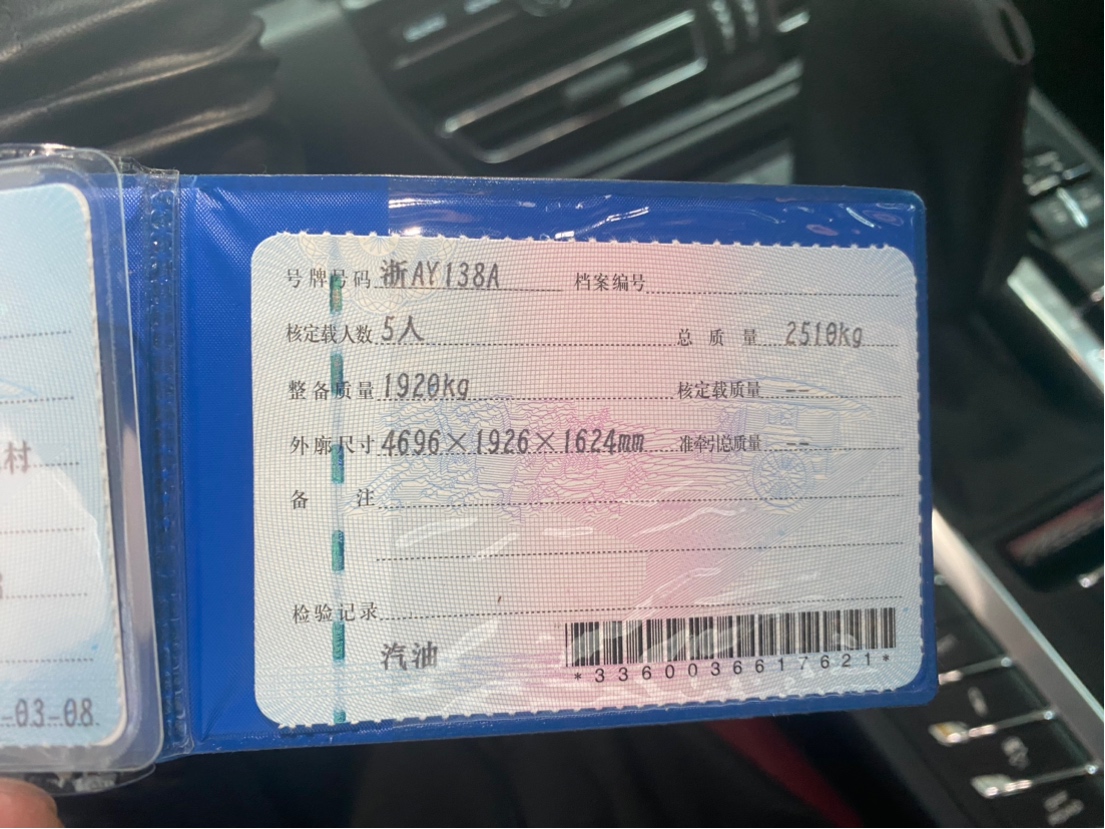 号牌号码 浙AY138A 档案编号
核定载人数 5人 总质量 2510kg
整备质量 1920kg 核定载质量 --
外廓尺寸 4696×1926×1624mm 准牵引总质量 --
备注
检验记录
汽油
*3360036617621*
村
-03-08